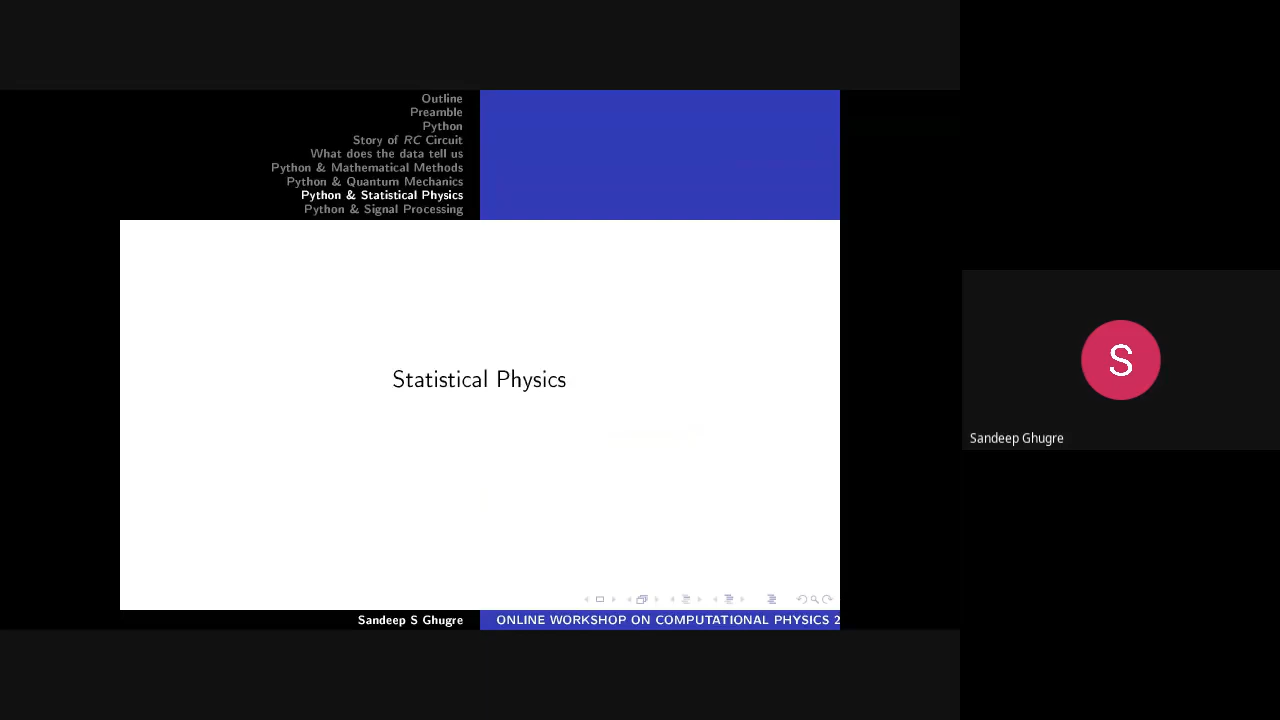 Outline
Preamble
Python
Story of RC Circuit
What does the data tell us
Python & Mathematical Methods
Python & Quantum Mechanics
Python & Statistical Physics
Python & Signal Processing
Statistical Physics
S
Sandeep Ghugre
Sandeep S Ghugre
ONLINE WORKSHOP ON COMPUTATIONAL PHYSICS 2